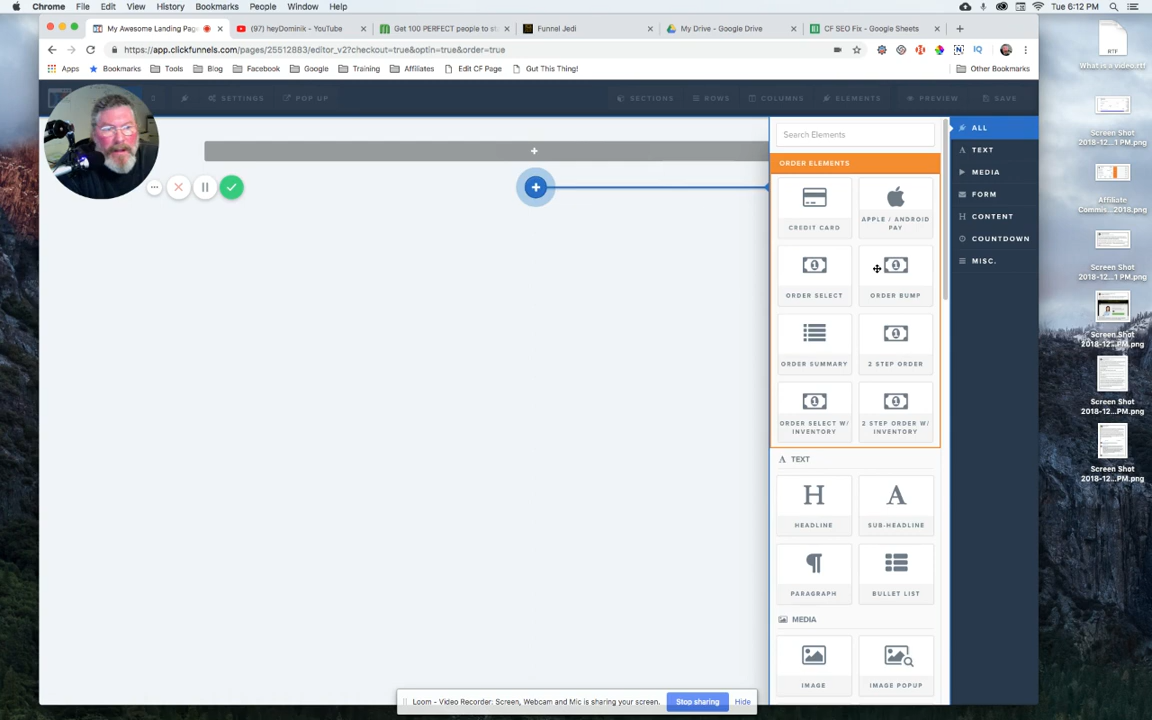 Chrome File Edit View History Bookmarks People Window Help
Tue 6:12 PM
My Awesome Landing Pag
(97) heyDominik - YouTube
Get 100 PERFECT people to st
Funnel Jedi
My Drive - Google Drive
CF SEO Fix - Google Sheets
https://app.clickfunnels.com/pages/25512883/editor_v2?checkout=true&optin=true&order=true
Apps Bookmarks Tools Blog Facebook Google Training Affiliates Edit CF Page Gut This Thing! Other Bookmarks
SETTINGS POP UP SECTIONS ROWS COLUMNS ELEMENTS PREVIEW SAVE
Search Elements
ORDER ELEMENTS
CREDIT CARD
APPLE / ANDROID
PAY
ORDER SELECT
ORDER BUMP
ORDER SUMMARY
2 STEP ORDER
ORDER SELECT W/
INVENTORY
2 STEP ORDER W/
INVENTORY
TEXT
HEADLINE
SUB-HEADLINE
PARAGRAPH
BULLET LIST
MEDIA
IMAGE
IMAGE POPUP
ALL
TEXT
MEDIA
FORM
CONTENT
COUNTDOWN
MISC.
What is a video.rtf
Screen Shot
2018-12...1 PM.png
Affiliate
Commis...2018.png
Screen Shot
2018-12...1 PM.png
Screen Shot
2018-12...PM.png
Screen Shot
2018-12...PM.png
Screen Shot
2018-12...PM.png
Loom - Video Recorder: Screen, Webcam and Mic is sharing your screen.
Stop sharing
Hide